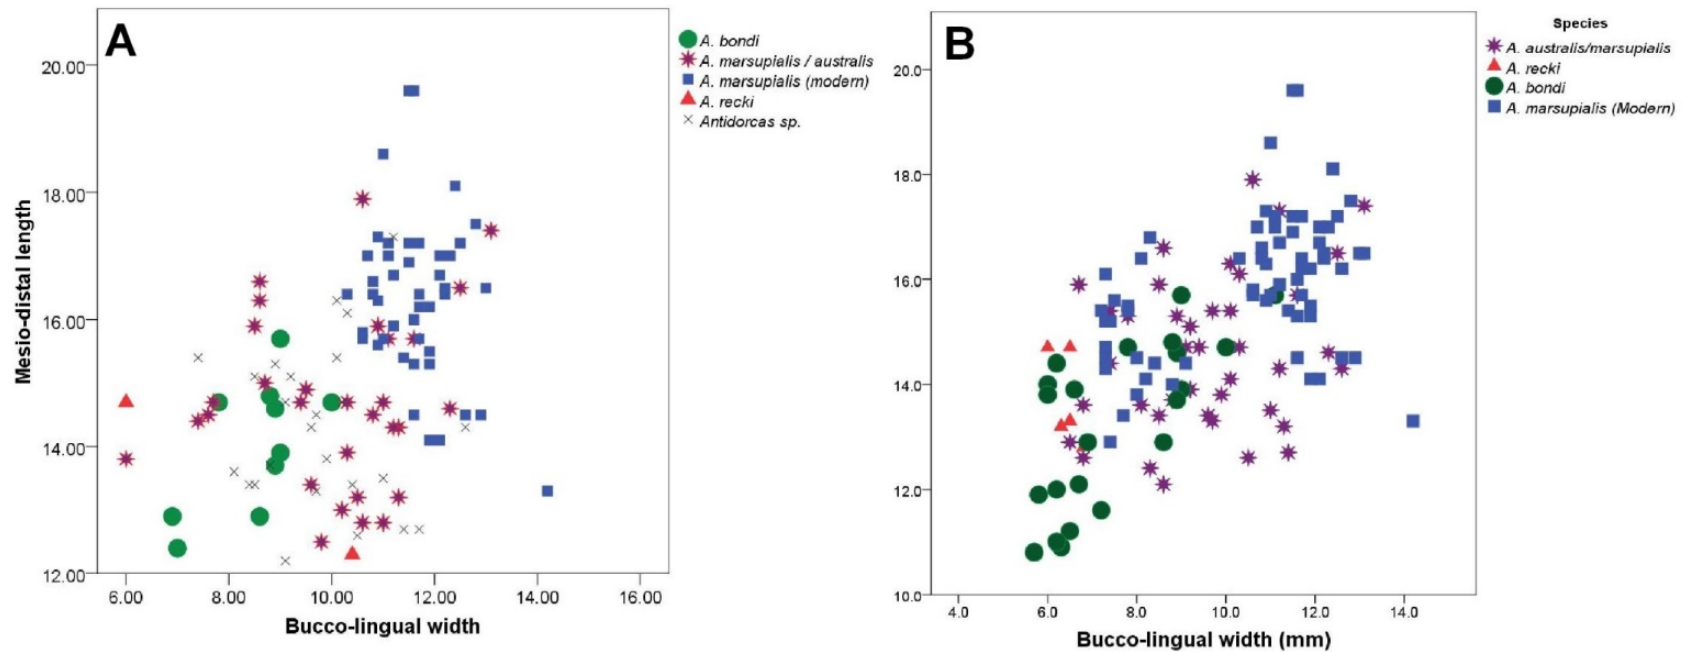 A
A. bondi
A. marsupialis / australis
A. marsupialis (modern)
A. recki
Antidorcas sp.
20.00
18.00
16.00
14.00
12.00
Mesio-distal length
6.00 8.00 10.00 12.00 14.00 16.00
Bucco-lingual width
B
Species
A. australis/marsupialis
A. recki
A. bondi
A. marsupialis (Modern)
20.0
18.0
16.0
14.0
12.0
10.0
4.0 6.0 8.0 10.0 12.0 14.0
Bucco-lingual width (mm)